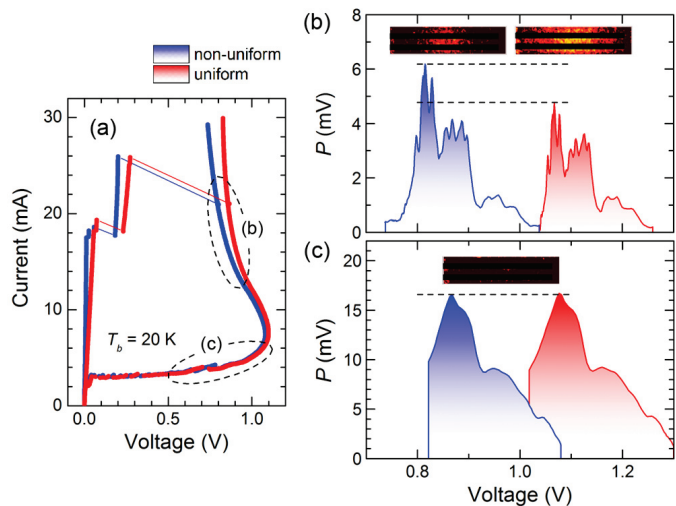 non-uniform
uniform
(a)
30
20
10
0
Current (mA)
T_b = 20 K
(b)
(c)
0.0 0.5 1.0
Voltage (V)
(b)
8
6
4
2
0
P (mV)
(c)
20
15
10
5
0
P (mV)
0.8 1.0 1.2
Voltage (V)